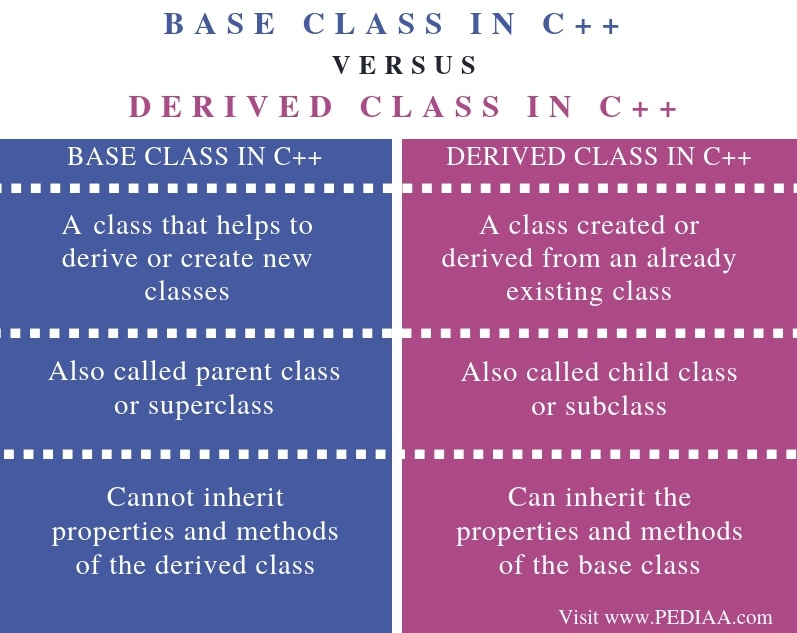 BASE CLASS IN C++
VERSUS
DERIVED CLASS IN C++
BASE CLASS IN C++
A class that helps to
derive or create new
classes
Also called parent class
or superclass
Cannot inherit
properties and methods
of the derived class
DERIVED CLASS IN C++
A class created or
derived from an already
existing class
Also called child class
or subclass
Can inherit the
properties and methods
of the base class
Visit www.PEDIAA.com